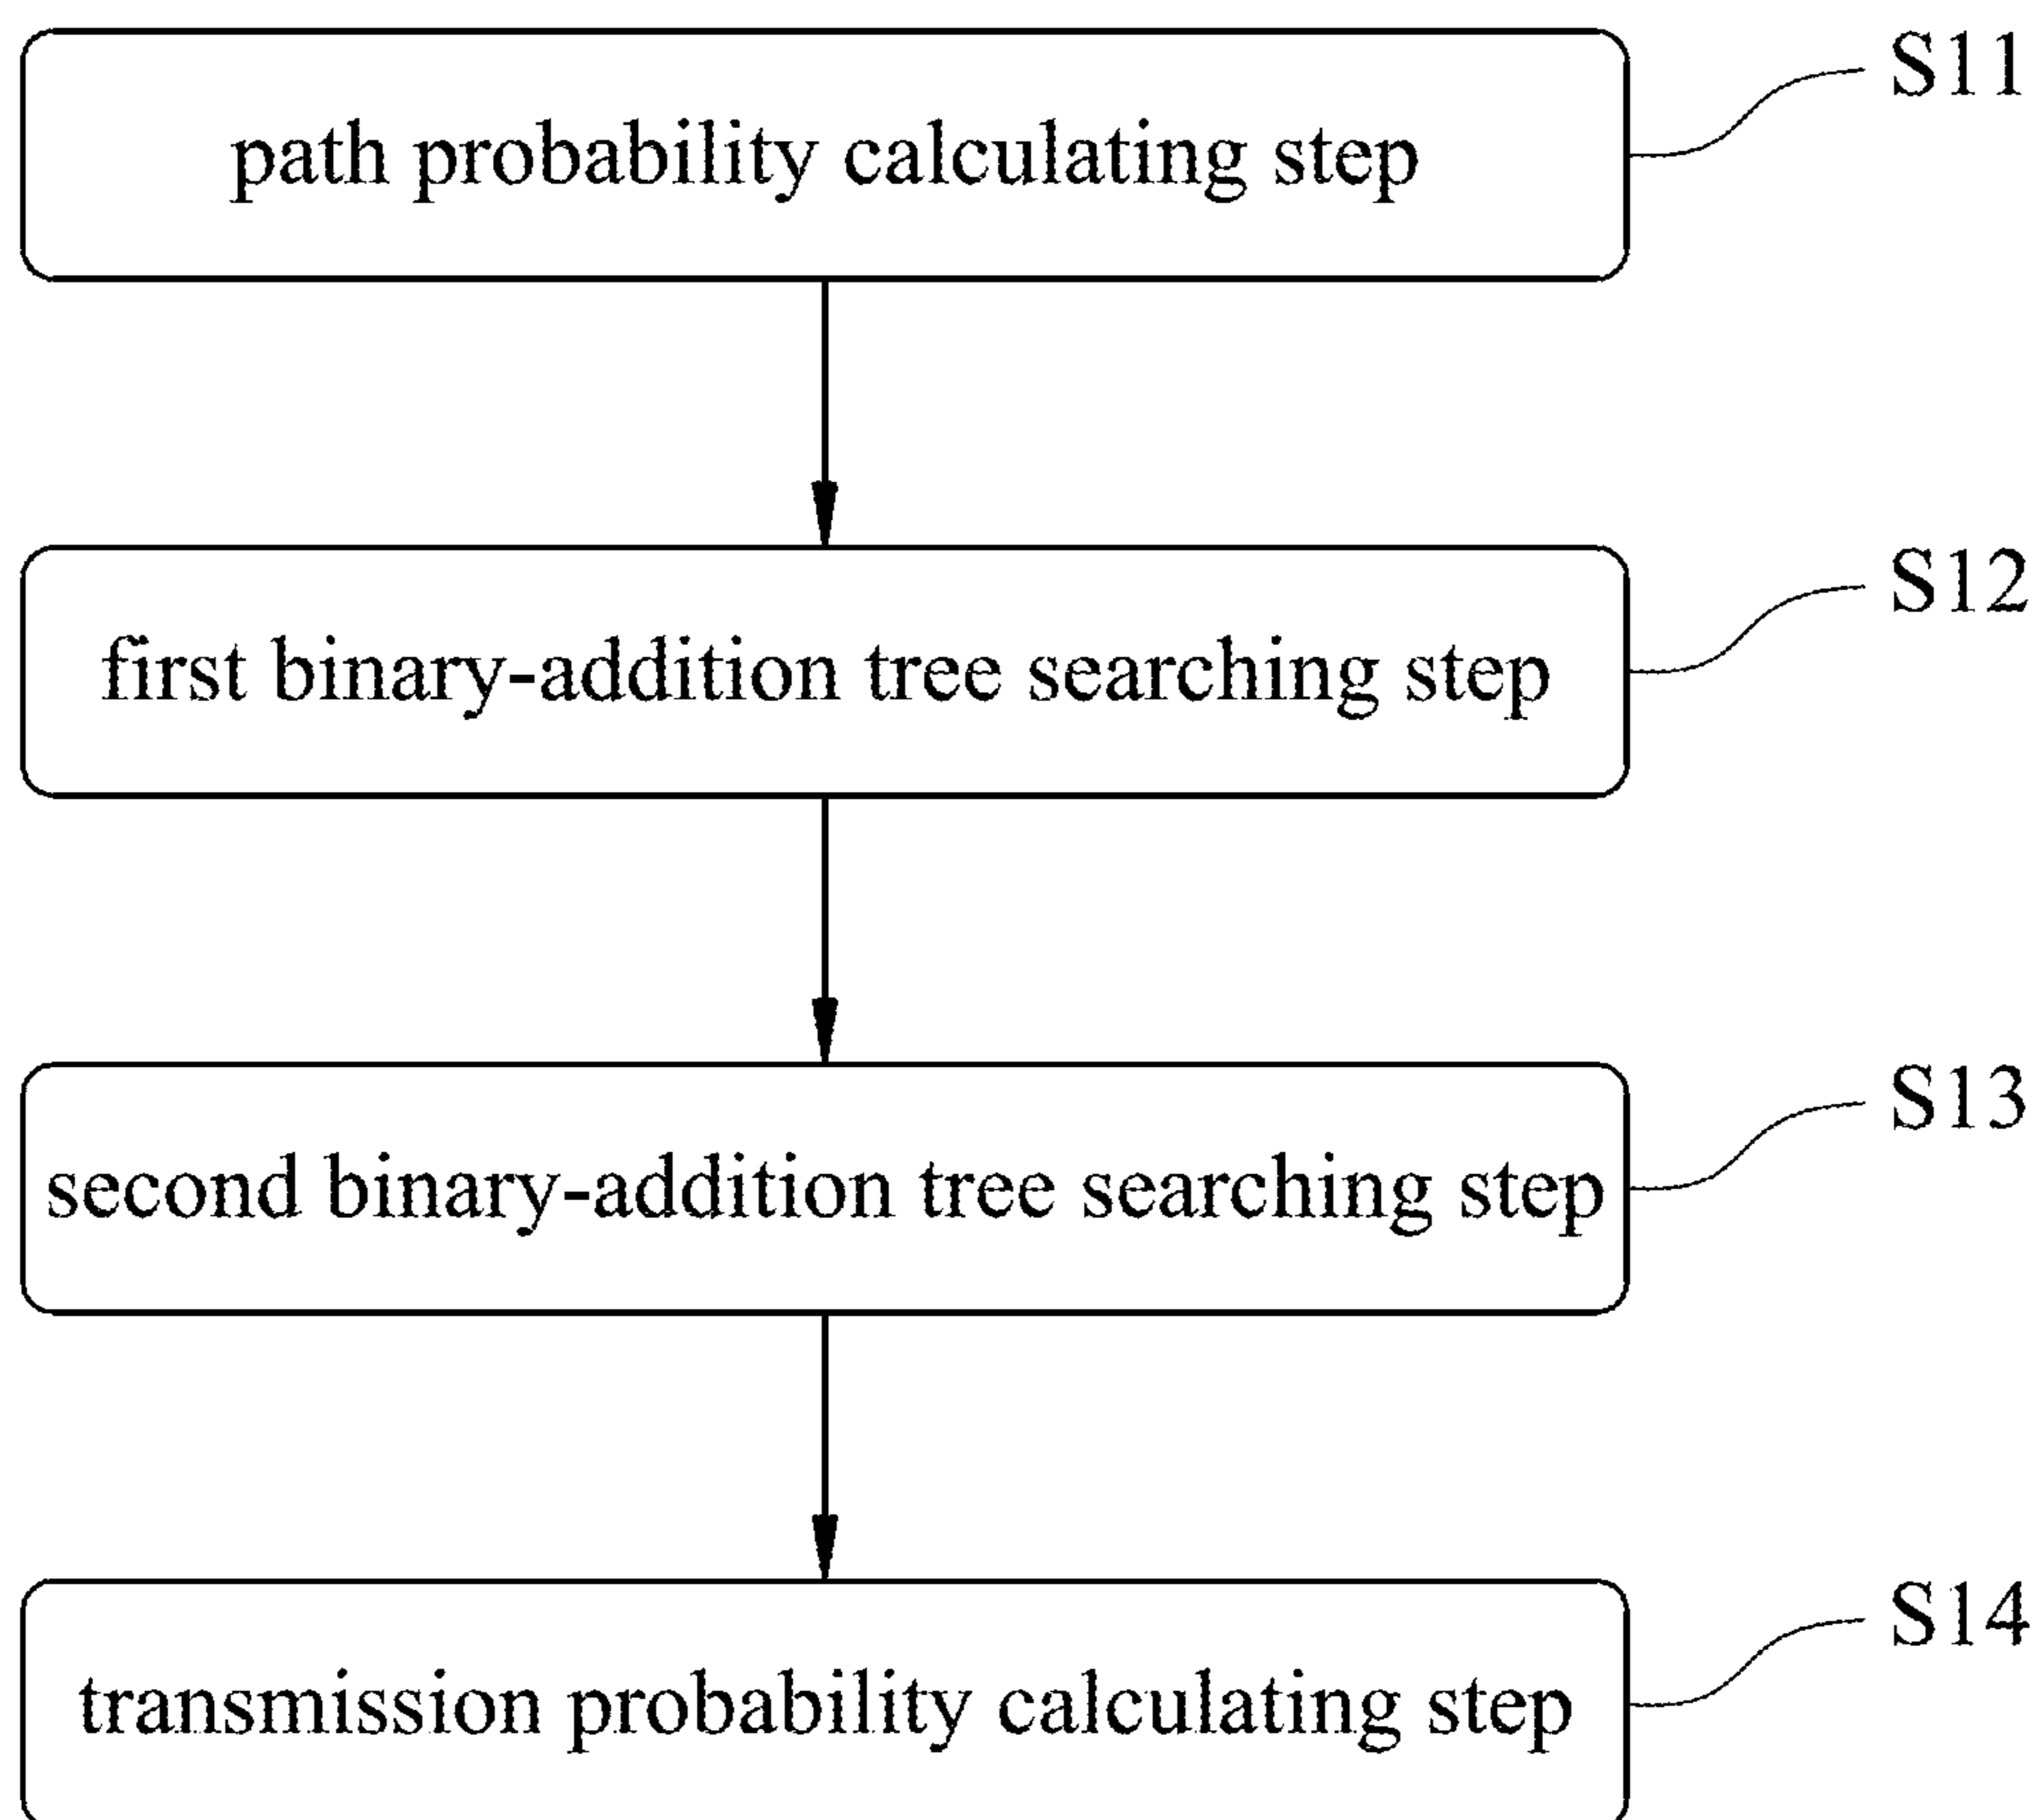 S11
path probability calculating step
S12
first binary-addition tree searching step
S13
second binary-addition tree searching step
S14
transmission probability calculating step